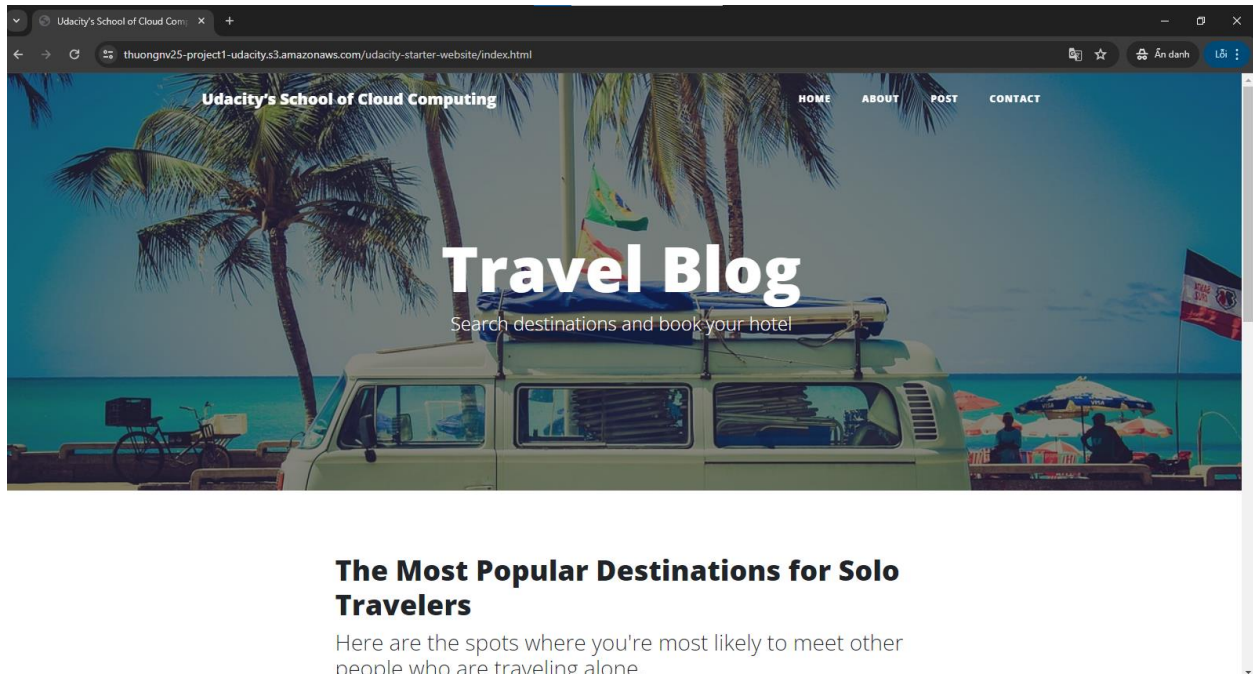 Udacity's School of Cloud Com
thuongnv25-project1-udacity.s3.amazonaws.com/udacity-starter-website/index.html
Ẩn danh
Lỗi
Udacity's School of Cloud Computing
HOME ABOUT POST CONTACT
Travel Blog
Search destinations and book your hotel
VISA
The Most Popular Destinations for Solo
Travelers
Here are the spots where you're most likely to meet other
people who are traveling alone.